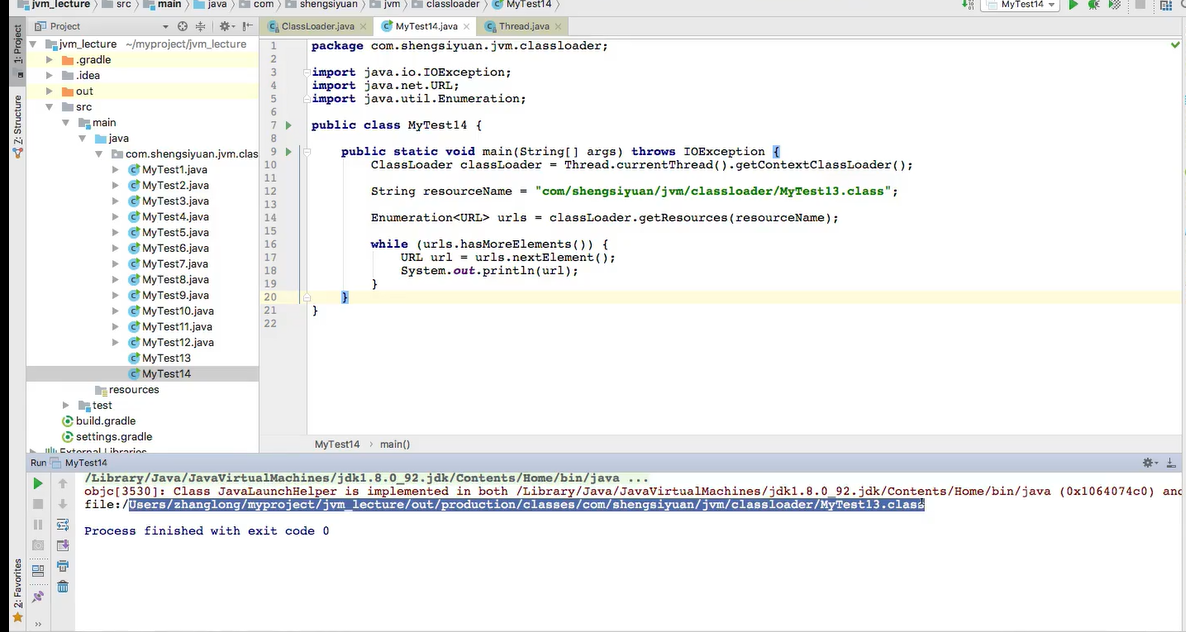 jvm_lecture src main java com shengsiyuan jvm classloader MyTest14 MyTest14
Project ClassLoader.java MyTest14.java Thread.java
1: Project
7: Structure
2: Favorites
jvm_lecture ~/myproject/jvm_lecture
.gradle
.idea
out
src
main
java
com.shengsiyuan.jvm.clas
MyTest1.java
MyTest2.java
MyTest3.java
MyTest4.java
MyTest5.java
MyTest6.java
MyTest7.java
MyTest8.java
MyTest9.java
MyTest10.java
MyTest11.java
MyTest12.java
MyTest13
MyTest14
resources
test
build.gradle
settings.gradle
External Libraries
1 package com.shengsiyuan.jvm.classloader;
2
3 import java.io.IOException;
4 import java.net.URL;
5 import java.util.Enumeration;
6
7 public class MyTest14 {
8
9 public static void main(String[] args) throws IOException {
10 ClassLoader classLoader = Thread.currentThread().getContextClassLoader();
11
12 String resourceName = "com/shengsiyuan/jvm/classloader/MyTest13.class";
13
14 Enumeration<URL> urls = classLoader.getResources(resourceName);
15
16 while (urls.hasMoreElements()) {
17 URL url = urls.nextElement();
18 System.out.println(url);
19 }
20 }
21 }
22
MyTest14 › main()
Run MyTest14
/Library/Java/JavaVirtualMachines/jdk1.8.0_92.jdk/Contents/Home/bin/java ...
objc[3530]: Class JavaLaunchHelper is implemented in both /Library/Java/JavaVirtualMachines/jdk1.8.0_92.jdk/Contents/Home/bin/java (0x1064074c0) and
file:/Users/zhanglong/myproject/jvm_lecture/out/production/classes/com/shengsiyuan/jvm/classloader/MyTest13.class
Process finished with exit code 0